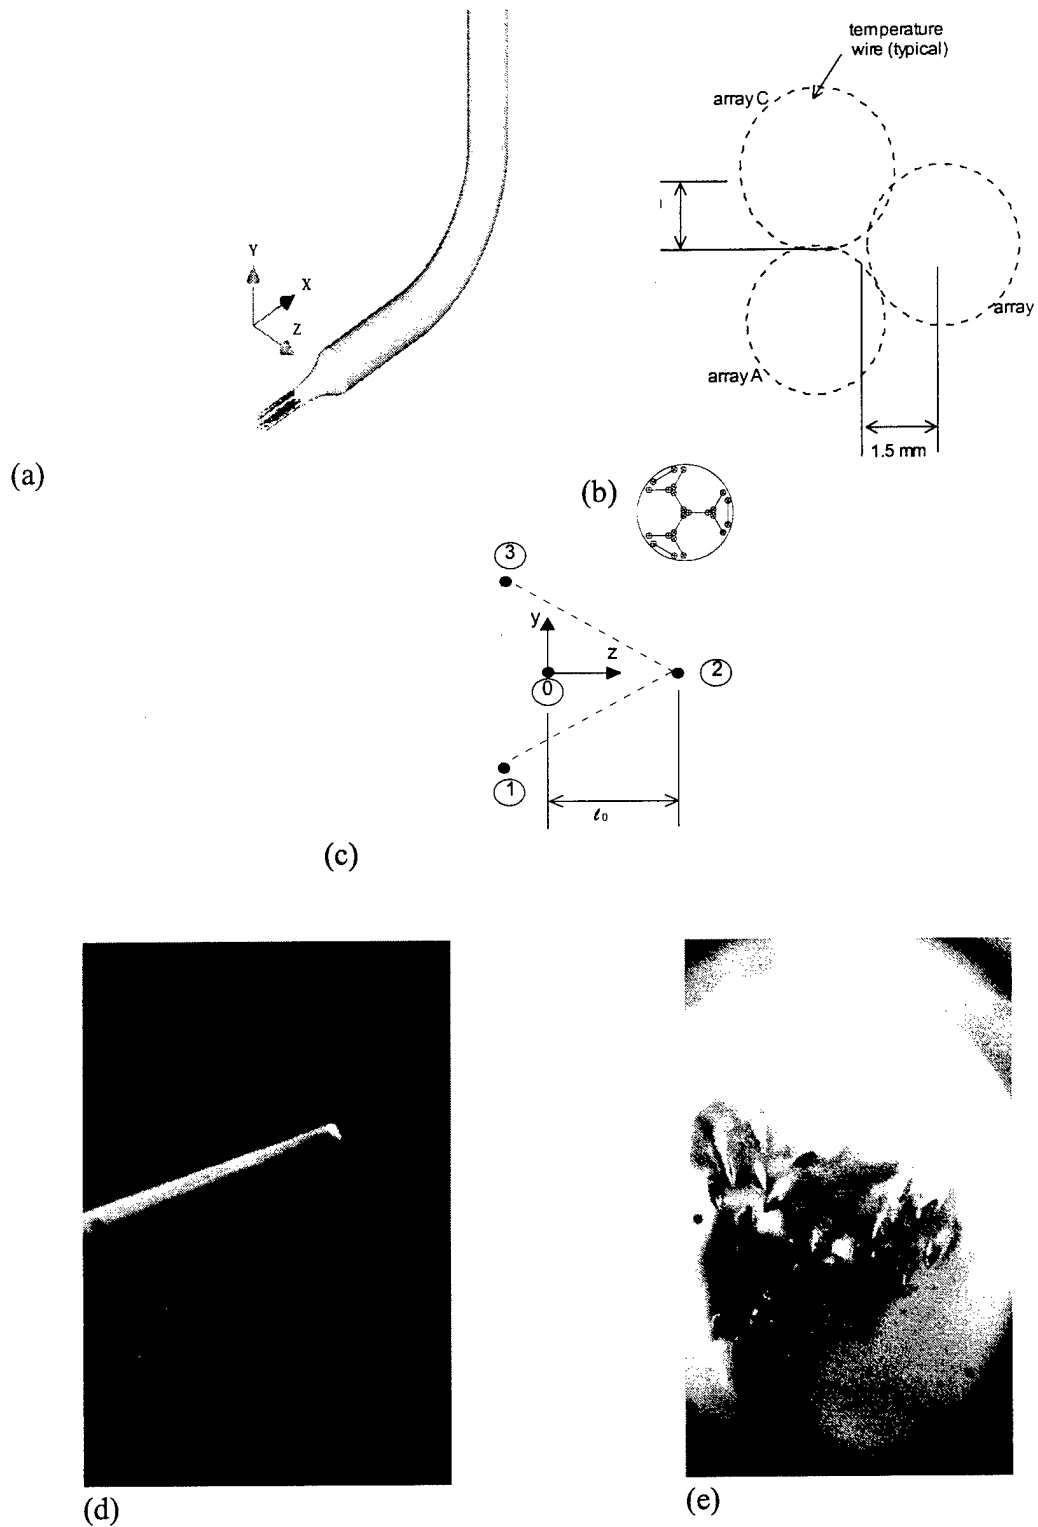 temperature
wire (typical)
array C
Y
X
Z
array
array A
1.5 mm
(a)
(b)
3
y
z
2
0
1
ℓ₀
(c)
(d)
(e)